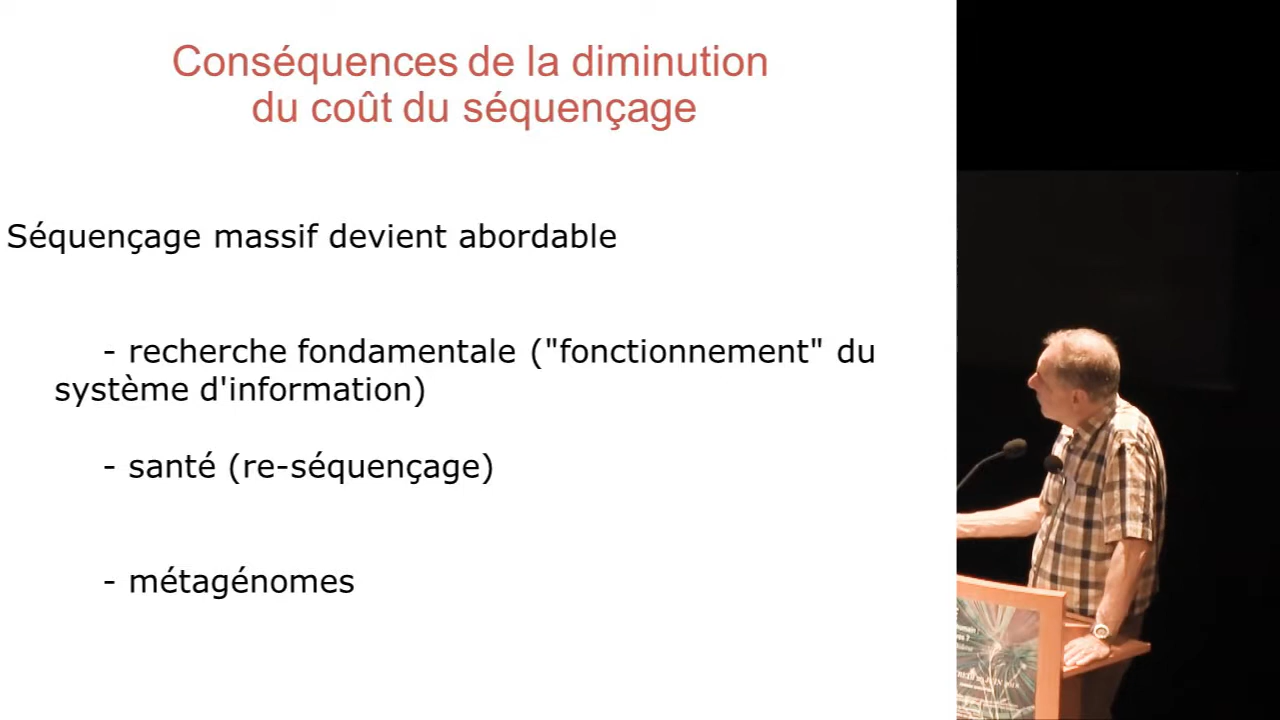 Conséquences de la diminution
du coût du séquençage
Séquençage massif devient abordable
- recherche fondamentale ("fonctionnement" du
système d'information)
- santé (re-séquençage)
- métagénomes